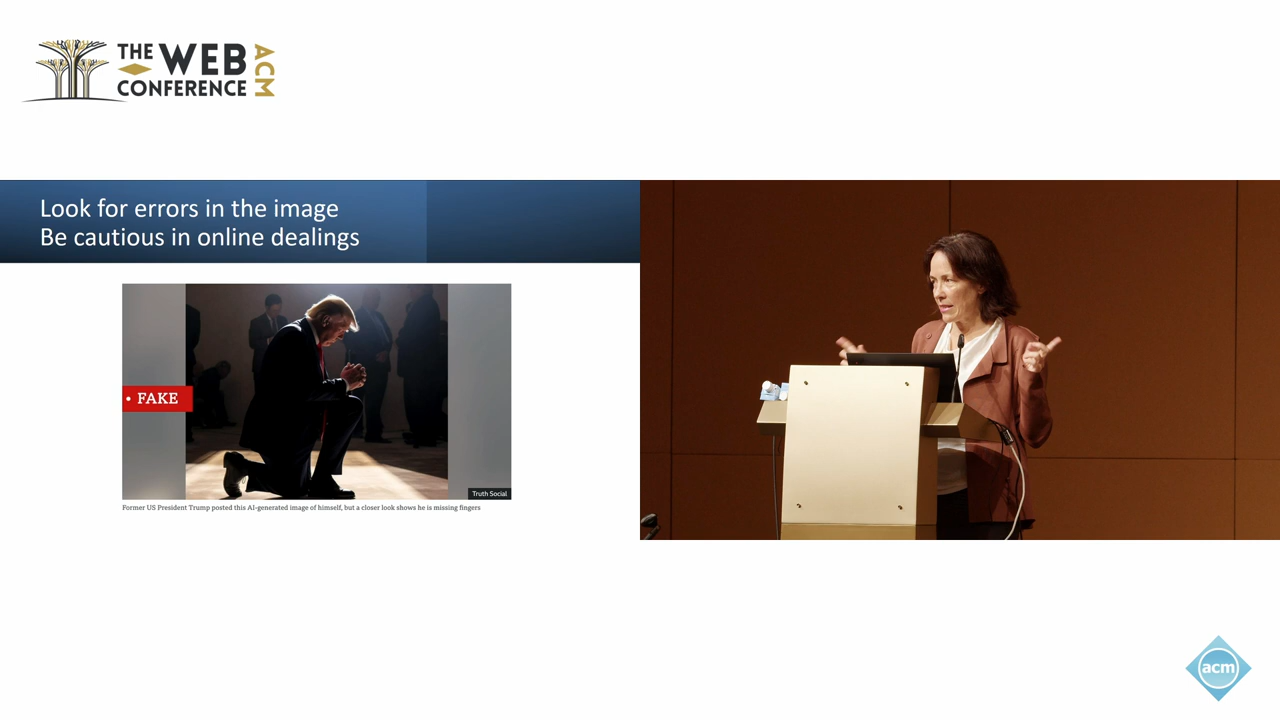 THE WEB
CONFERENCE
ACM
Look for errors in the image
Be cautious in online dealings
• FAKE
Truth Social
Former US President Trump posted this AI-generated image of himself, but a closer look shows he is missing fingers
acm